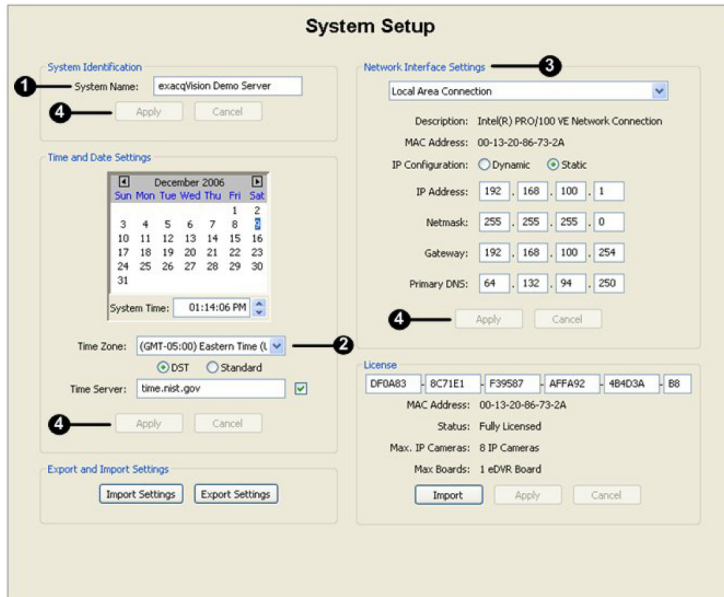 System Setup
System Identification
1
System Name: exacqVision Demo Server
4
Apply Cancel
Time and Date Settings
December 2006
Sun Mon Tue Wed Thu Fri Sat
1 2
3 4 5 6 7 8 9
10 11 12 13 14 15 16
17 18 19 20 21 22 23
24 25 26 27 28 29 30
31
System Time: 01:14:06 PM
Time Zone: (GMT-05:00) Eastern Time (U
2
DST Standard
Time Server: time.nist.gov
4
Apply Cancel
Export and Import Settings
Import Settings Export Settings
Network Interface Settings
3
Local Area Connection
Description: Intel(R) PRO/100 VE Network Connection
MAC Address: 00-13-20-86-73-2A
IP Configuration: Dynamic Static
IP Address: 192 . 168 . 100 . 1
Netmask: 255 . 255 . 255 . 0
Gateway: 192 . 168 . 100 . 254
Primary DNS: 64 . 132 . 94 . 250
4
Apply Cancel
License
DF0A83 - 8C71E1 - F39587 - AFFA92 - 4B4D3A - B8
MAC Address: 00-13-20-86-73-2A
Status: Fully Licensed
Max. IP Cameras: 8 IP Cameras
Max Boards: 1 eDVR Board
Import Apply Cancel